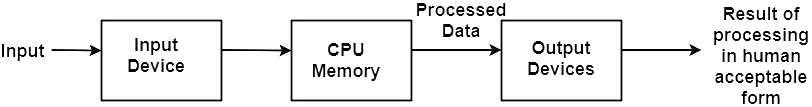 Input
Input
Device
CPU
Memory
Processed
Data
Output
Devices
Result of
processing
in human
acceptable
form